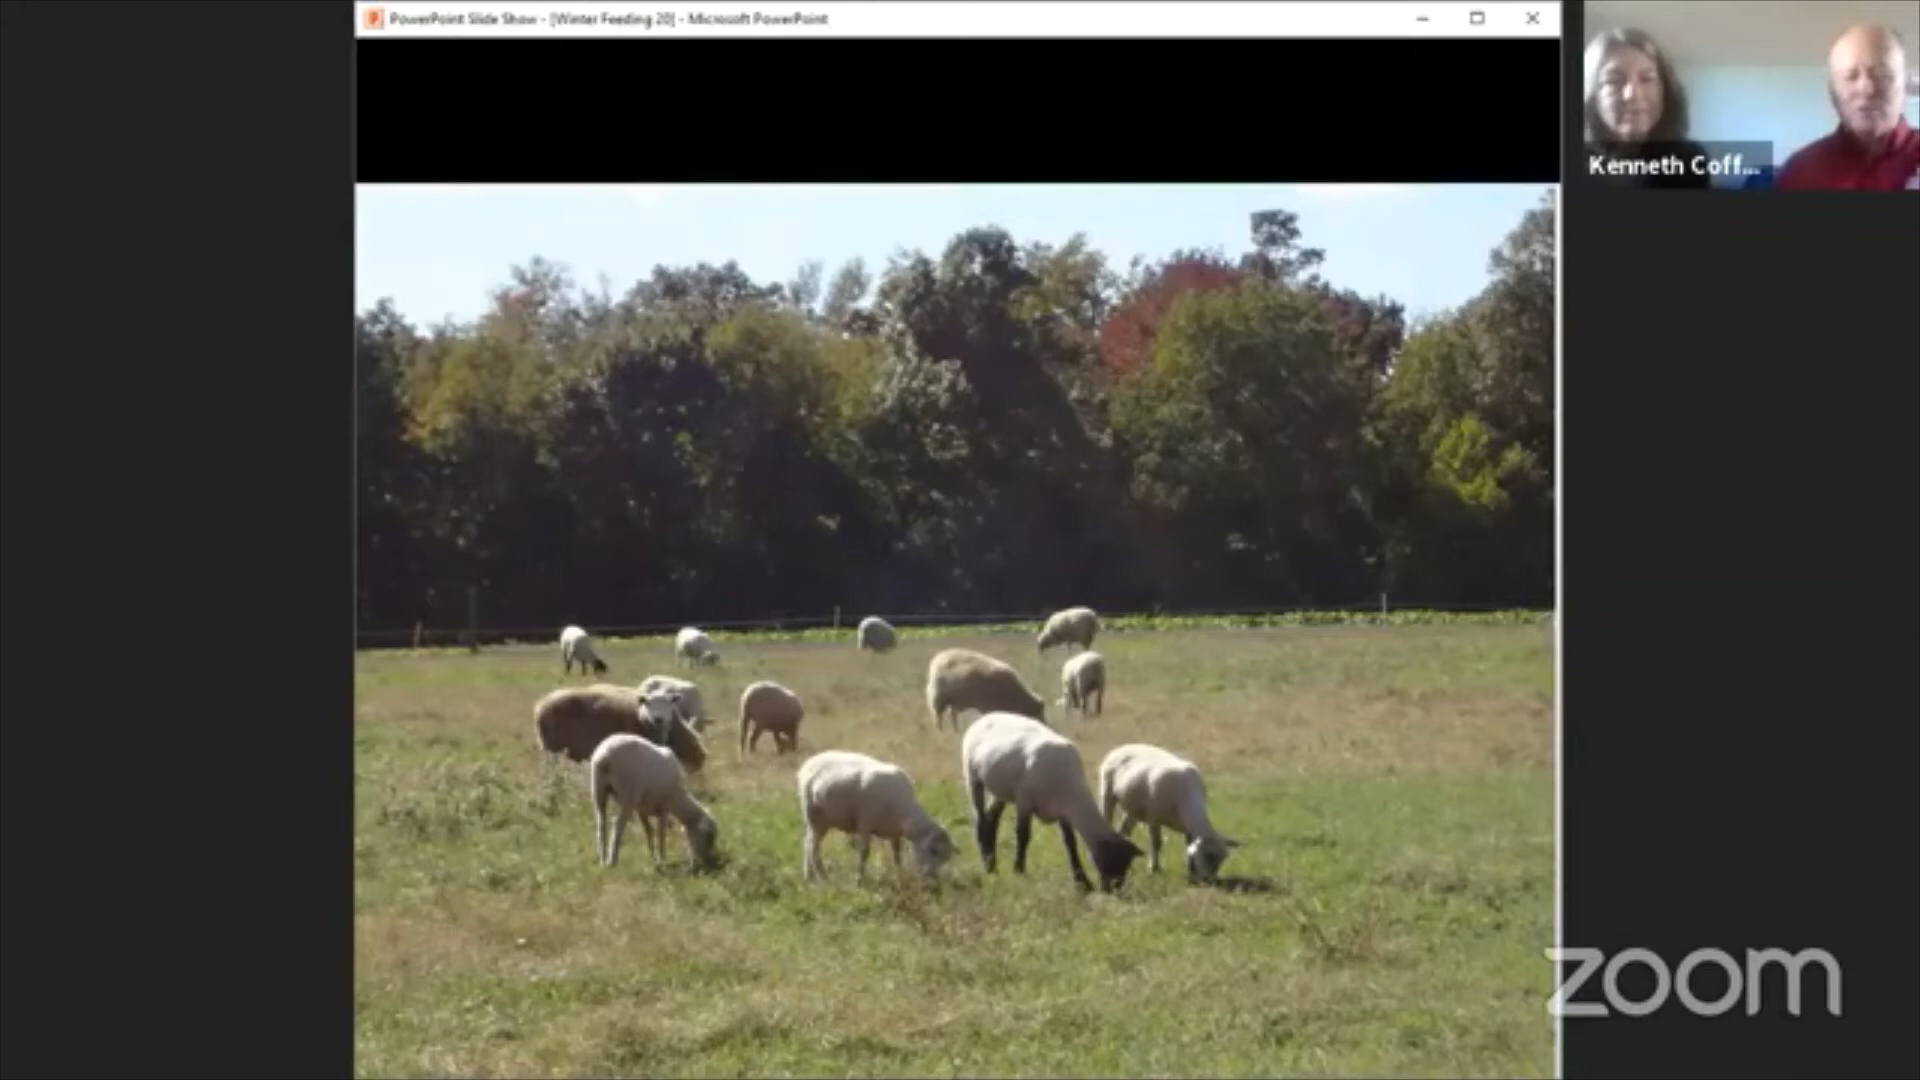 PowerPoint Slide Show - [Winter Feeding 20] - Microsoft PowerPoint
Kenneth Coff...
zoom